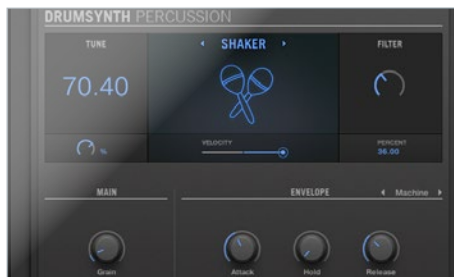 DRUMSYNTH PERCUSSION
TUNE
SHAKER
FILTER
70.40
%
VELOCITY
PERCENT
36.00
MAIN
ENVELOPE
Machine
Grain
Attack
Hold
Release